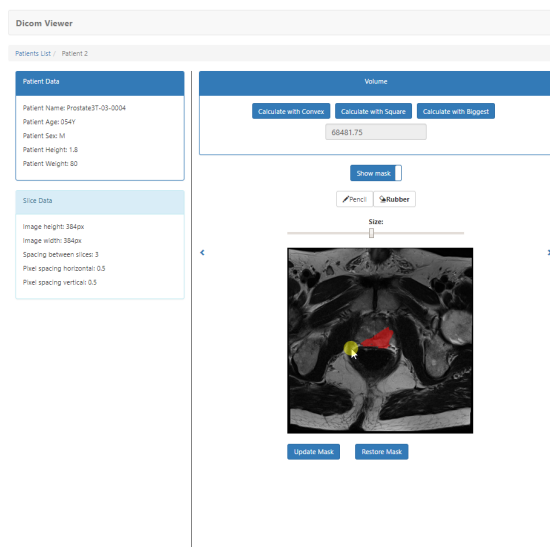 Dicom Viewer
Patients List / Patient 2
Patient Data
Patient Name: Prostate3T-03-0004
Patient Age: 054Y
Patient Sex: M
Patient Height: 1.8
Patient Weight: 80
Slice Data
Image height: 384px
Image width: 384px
Spacing between slices: 3
Pixel spacing horizontal: 0.5
Pixel spacing vertical: 0.5
Volume
Calculate with Convex Calculate with Square Calculate with Biggest
68481.75
Show mask
Pencil Rubber
Size:
Update Mask Restore Mask